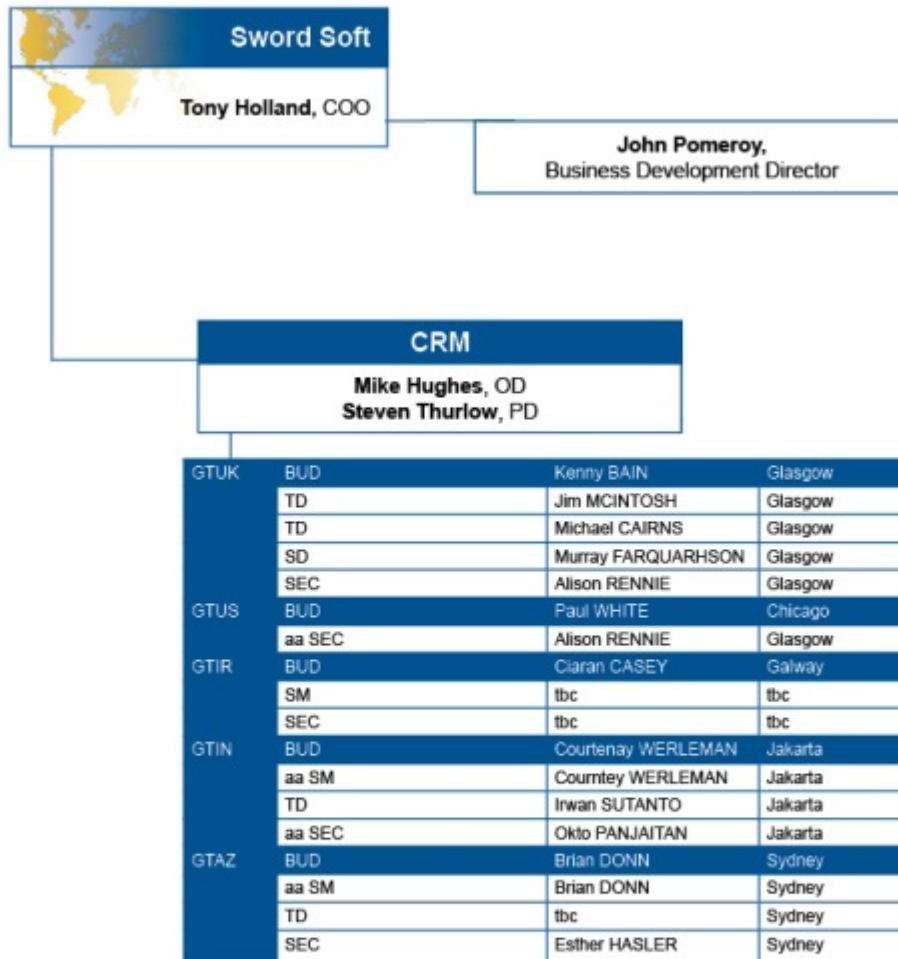 Sword Soft
Tony Holland, COO
John Pomeroy,
Business Development Director
CRM
Mike Hughes, OD
Steven Thurlow, PD
GTUK BUD Kenny BAIN Glasgow
TD Jim MCINTOSH Glasgow
TD Michael CAIRNS Glasgow
SD Murray FARQUARHSON Glasgow
SEC Alison RENNIE Glasgow
GTUS BUD Paul WHITE Chicago
aa SEC Alison RENNIE Glasgow
GTIR BUD Ciaran CASEY Galway
SM tbc tbc
SEC tbc tbc
GTIN BUD Courtenay WERLEMAN Jakarta
aa SM Courntey WERLEMAN Jakarta
TD Irwan SUTANTO Jakarta
aa SEC Okto PANJAITAN Jakarta
GTAZ BUD Brian DONN Sydney
aa SM Brian DONN Sydney
TD tbc Sydney
SEC Esther HASLER Sydney